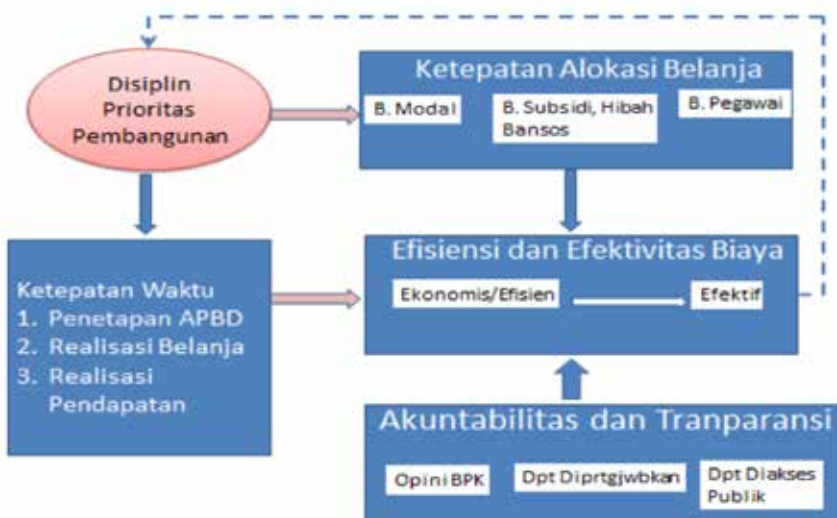 Disiplin
Prioritas
Pembangunan
Ketepatan Alokasi Belanja
B. Modal
B. Subsidi, Hibah
Bansos
B. Pegawai
Ketepatan Waktu
1. Penetapan APBD
2. Realisasi Belanja
3. Realisasi
Pendapatan
Efisiensi dan Efektivitas Biaya
Ekonomis/Efisien
Efektif
Akuntabilitas dan Tranparansi
Opini BPK
Dpt Diprtgjwbkan
Dpt Diakses
Publik